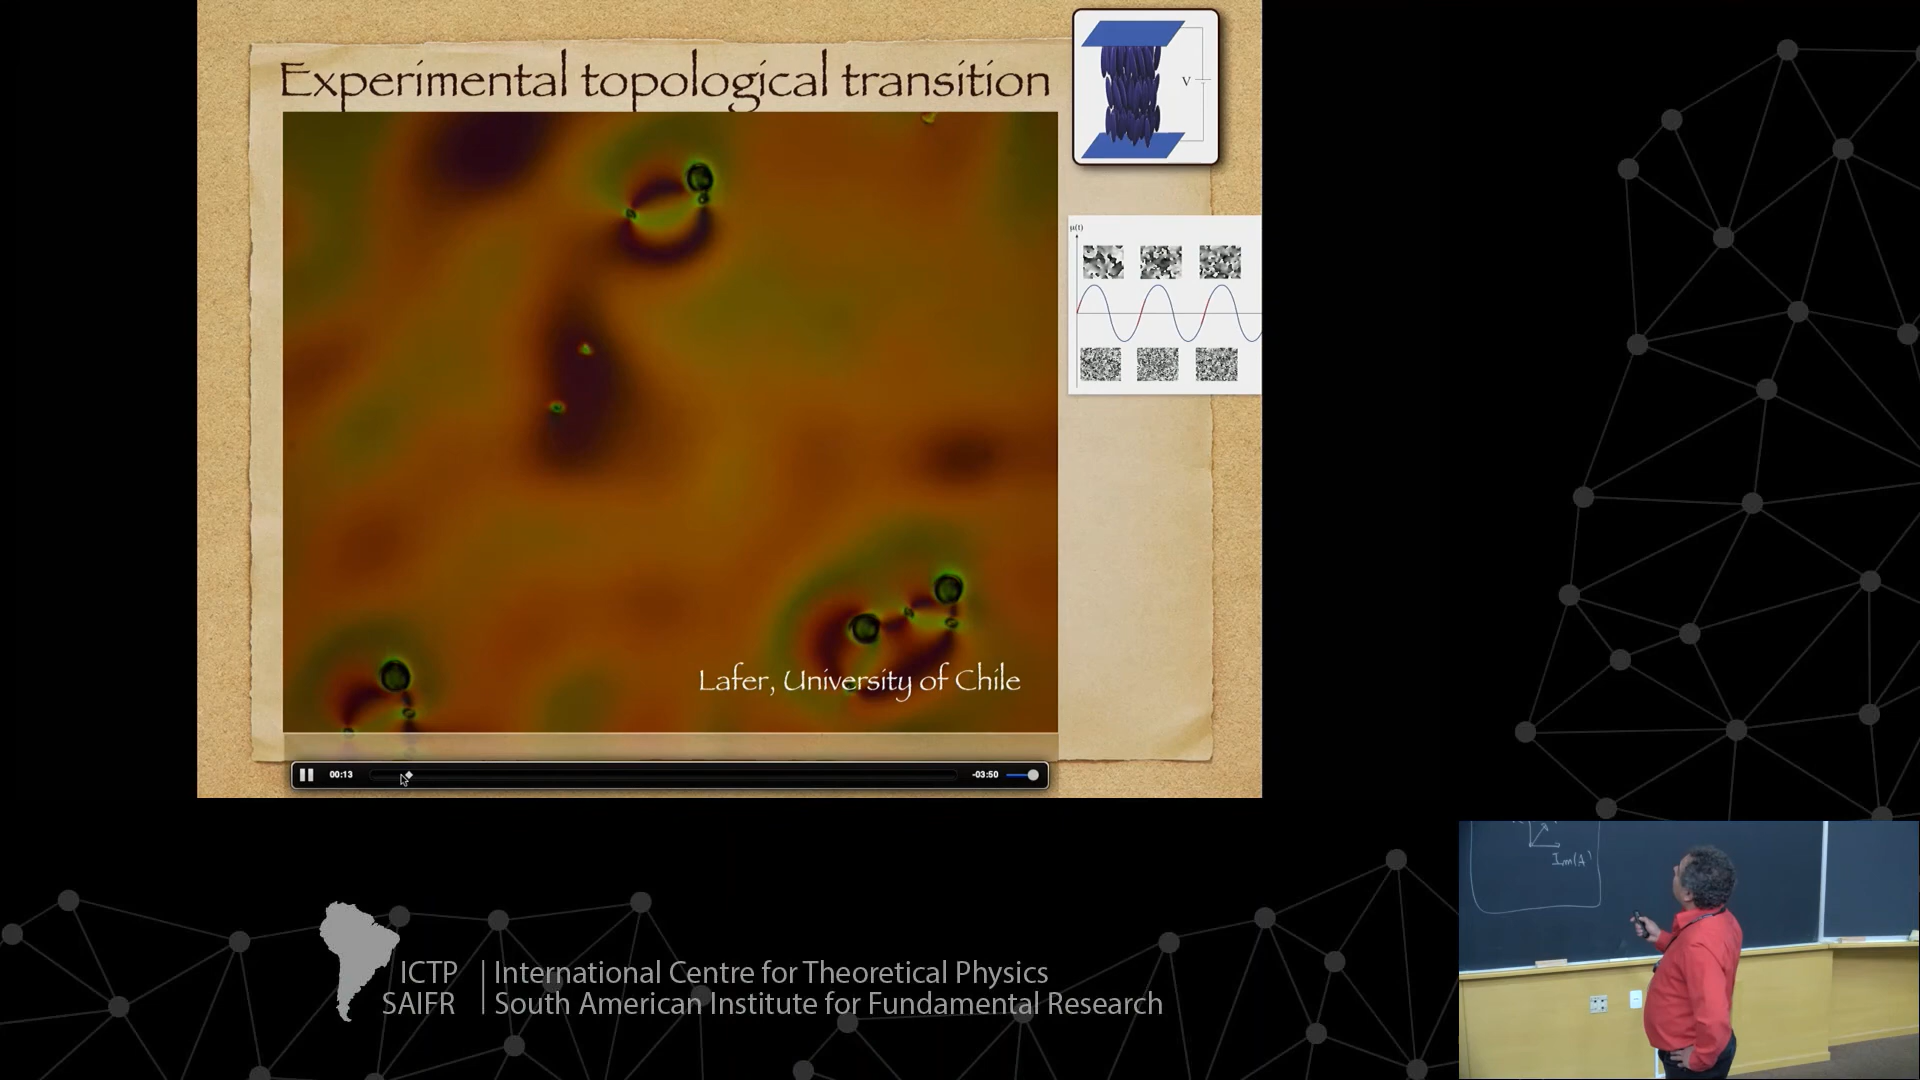 Experimental topological transition
V
μ(t)
Lafer, University of Chile
00:13
-03:50
Im(A)
ICTP
International Centre for Theoretical Physics
SAIFR
South American Institute for Fundamental Research